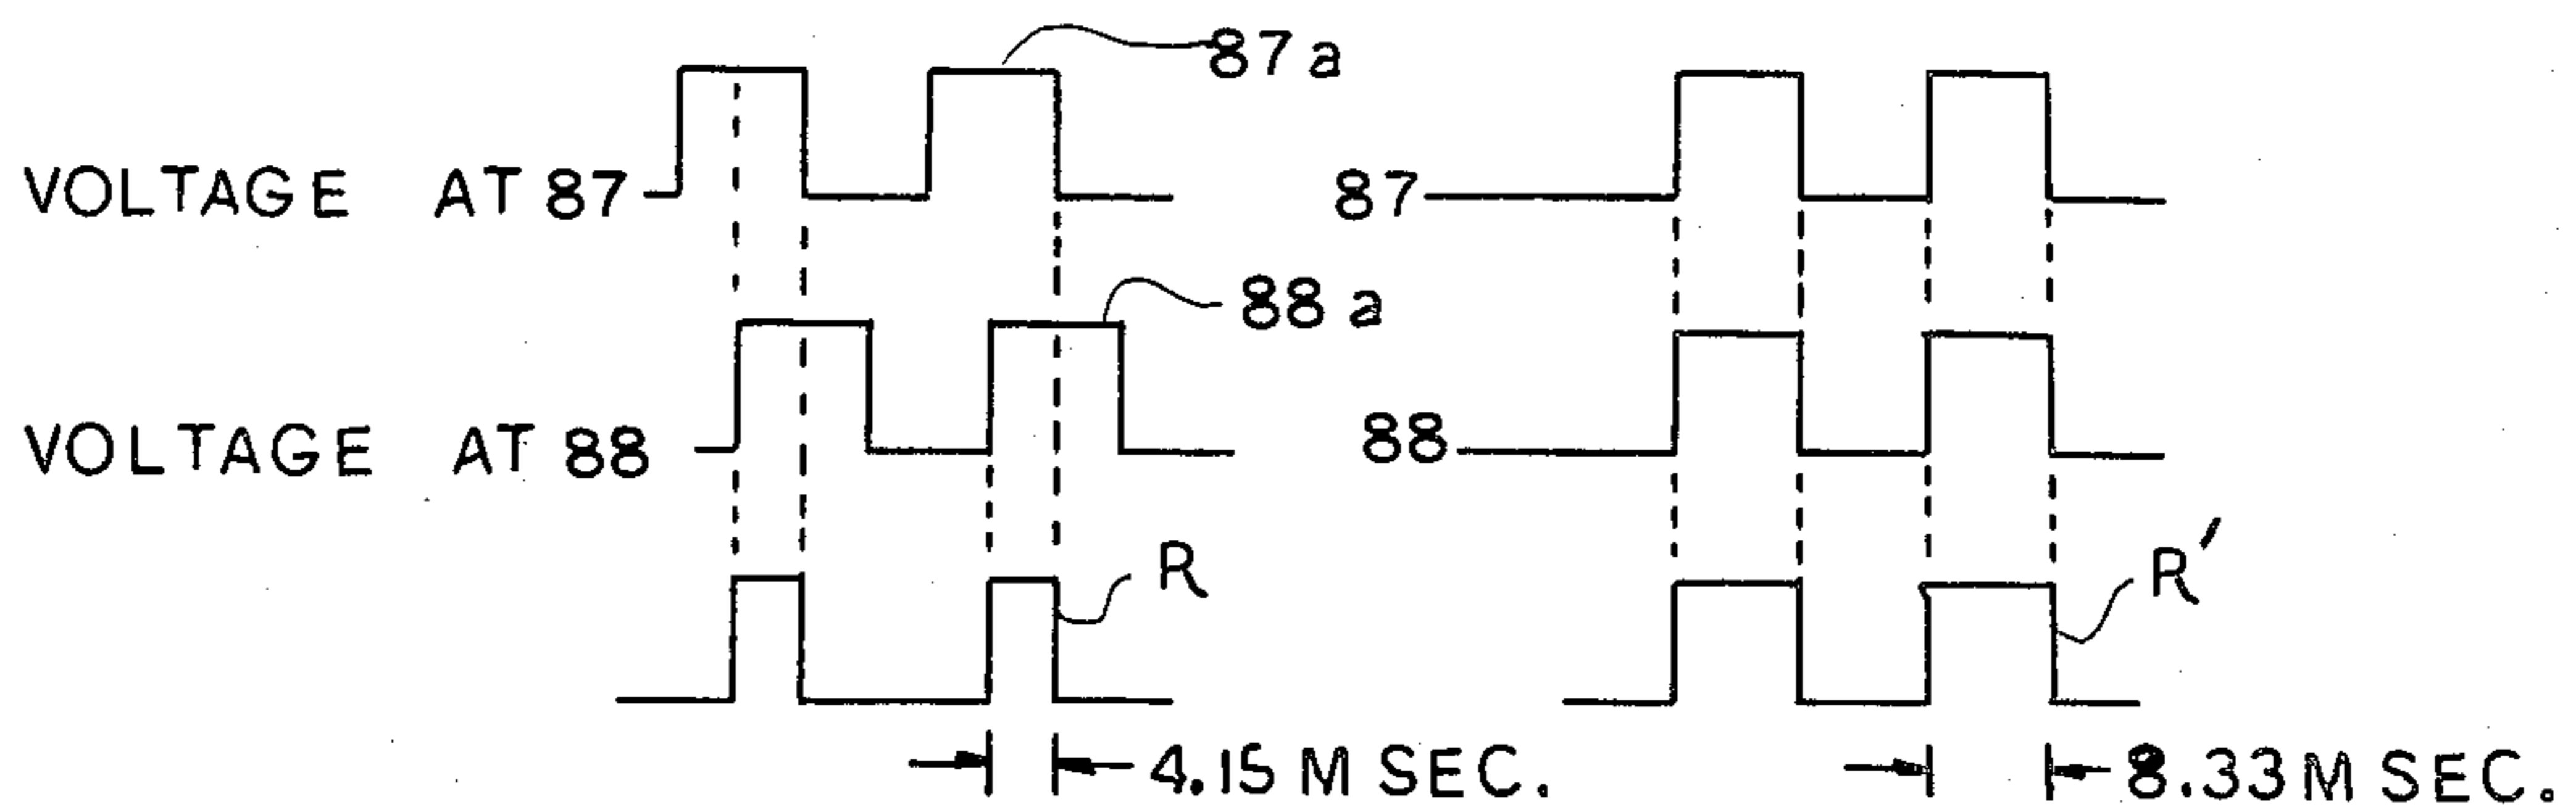 87a
VOLTAGE AT 87
87
88a
VOLTAGE AT 88
88
R
R′
4.15 M SEC.
8.33 M SEC.